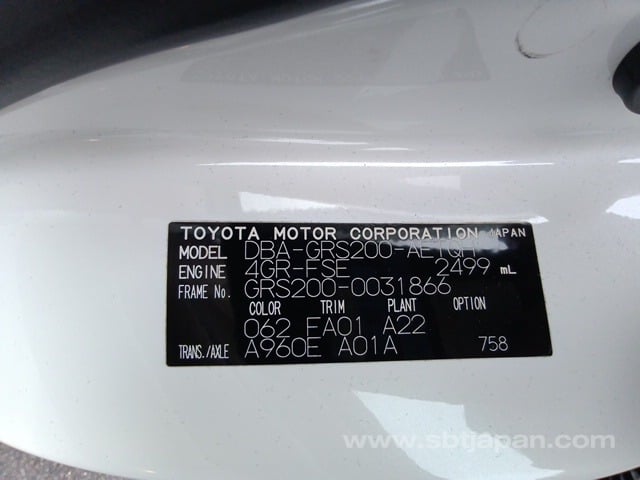 TOYOTA MOTOR CORPORATION JAPAN
MODEL DBA-GRS200-AETQH
ENGINE 4GR-FSE 2499 mL
FRAME No. GRS200-0031866
COLOR TRIM PLANT OPTION
062 FA01 A22
TRANS./AXLE A960E A01A 758
www.sbtjapan.com